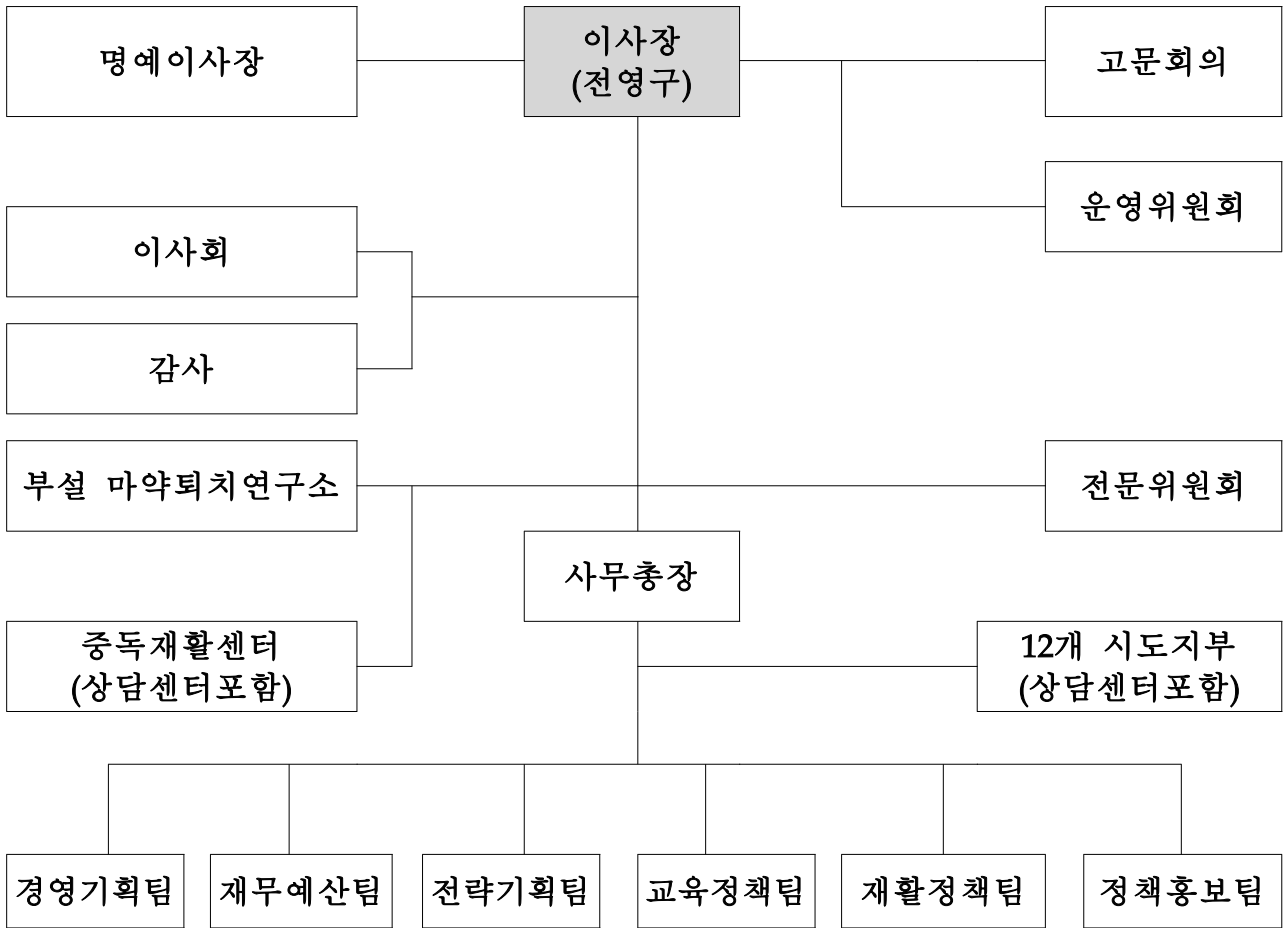 명예이사장
이사장
(전영구)
고문회의
운영위원회
이사회
감사
부설 마약퇴치연구소
전문위원회
사무총장
중독재활센터
(상담센터포함)
12개 시도지부
(상담센터포함)
경영기획팀
재무예산팀
전략기획팀
교육정책팀
재활정책팀
정책홍보팀